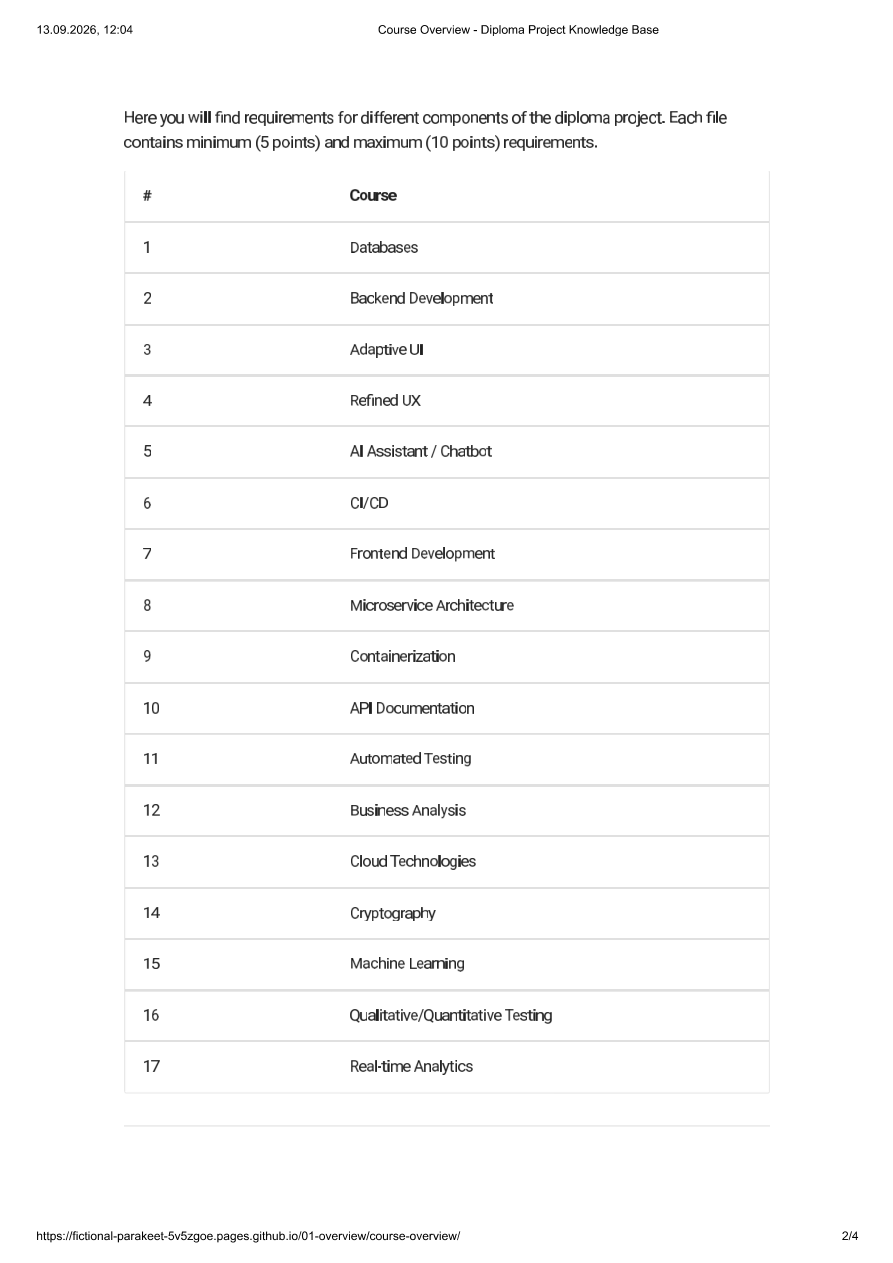 13.09.2026, 12:04 Course Overview - Diploma Project Knowledge Base
Here you will find requirements for different components of the diploma project. Each file
contains minimum (5 points) and maximum (10 points) requirements.
# Course
1 Databases
2 Backend Development
3 Adaptive UI
4 Refined UX
5 AI Assistant / Chatbot
6 CI/CD
7 Frontend Development
8 Microservice Architecture
9 Containerization
10 API Documentation
11 Automated Testing
12 Business Analysis
13 Cloud Technologies
14 Cryptography
15 Machine Learning
16 Qualitative/Quantitative Testing
17 Real-time Analytics
https://fictional-parakeet-5v5zgoe.pages.github.io/01-overview/course-overview/ 2/4